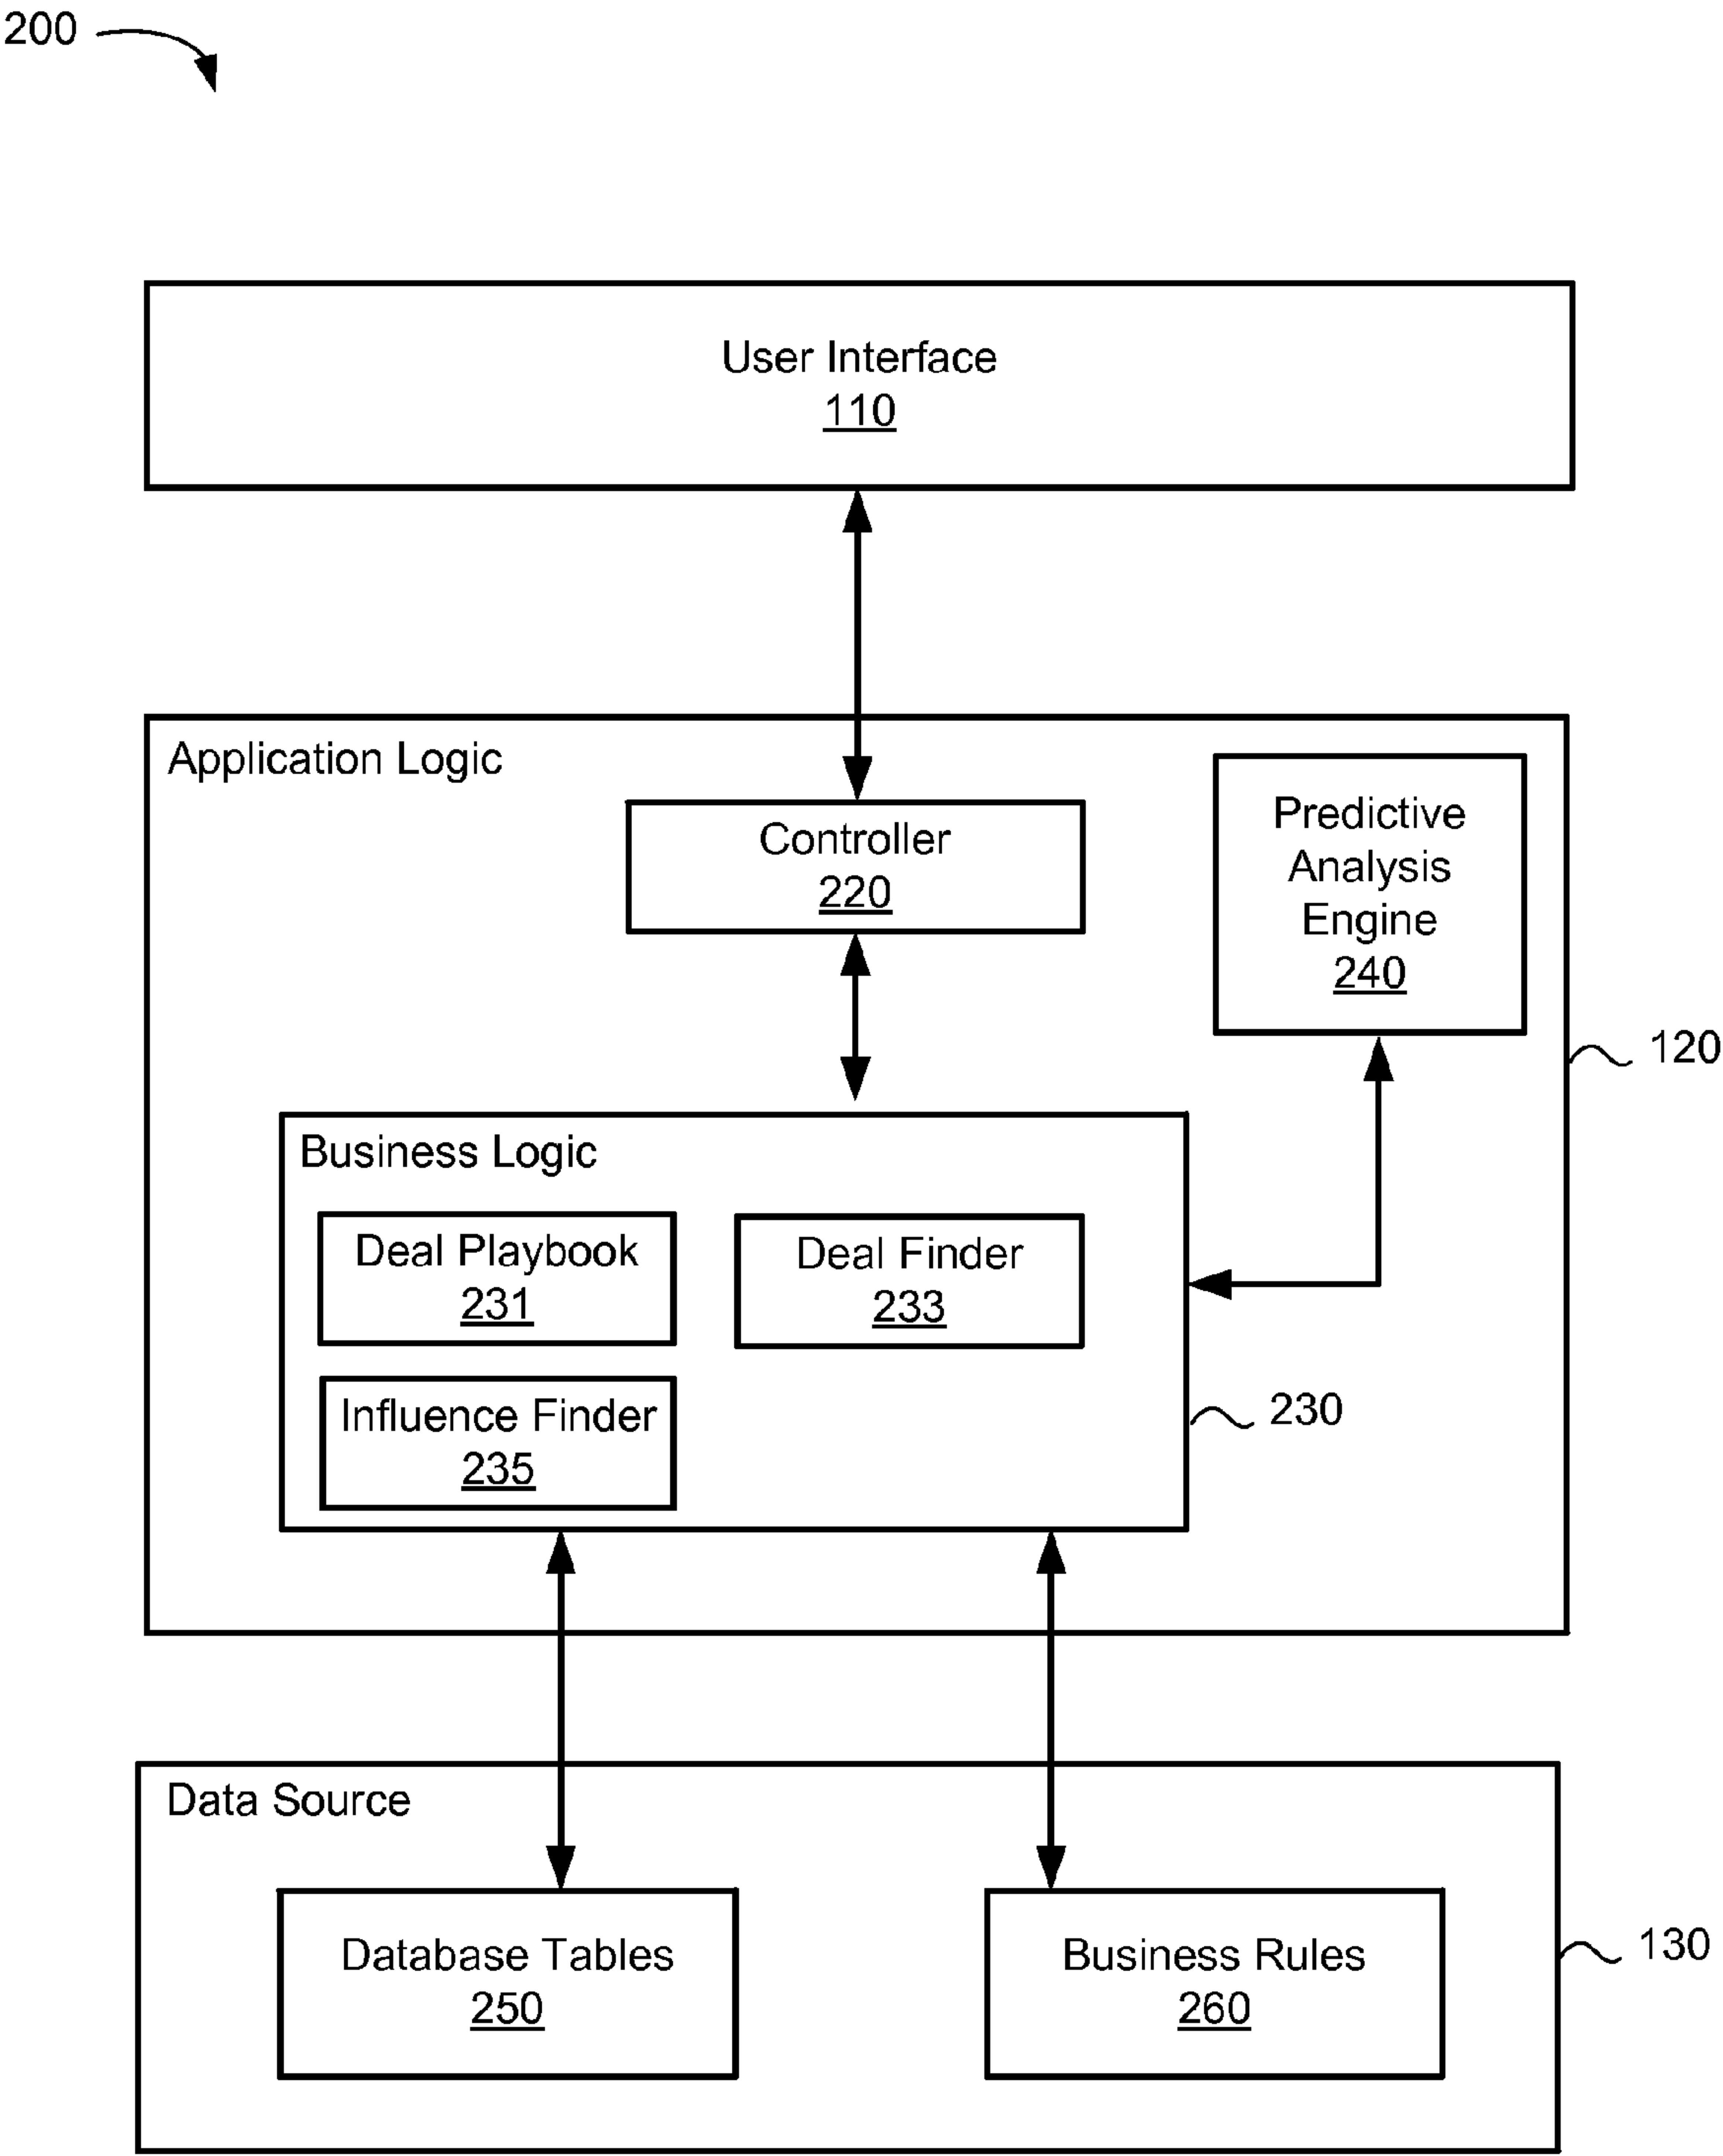 200
User Interface
110
Application Logic
Controller
220
Predictive
Analysis
Engine
240
120
Business Logic
Deal Playbook
231
Deal Finder
233
Influence Finder
235
230
Data Source
Database Tables
250
Business Rules
260
130